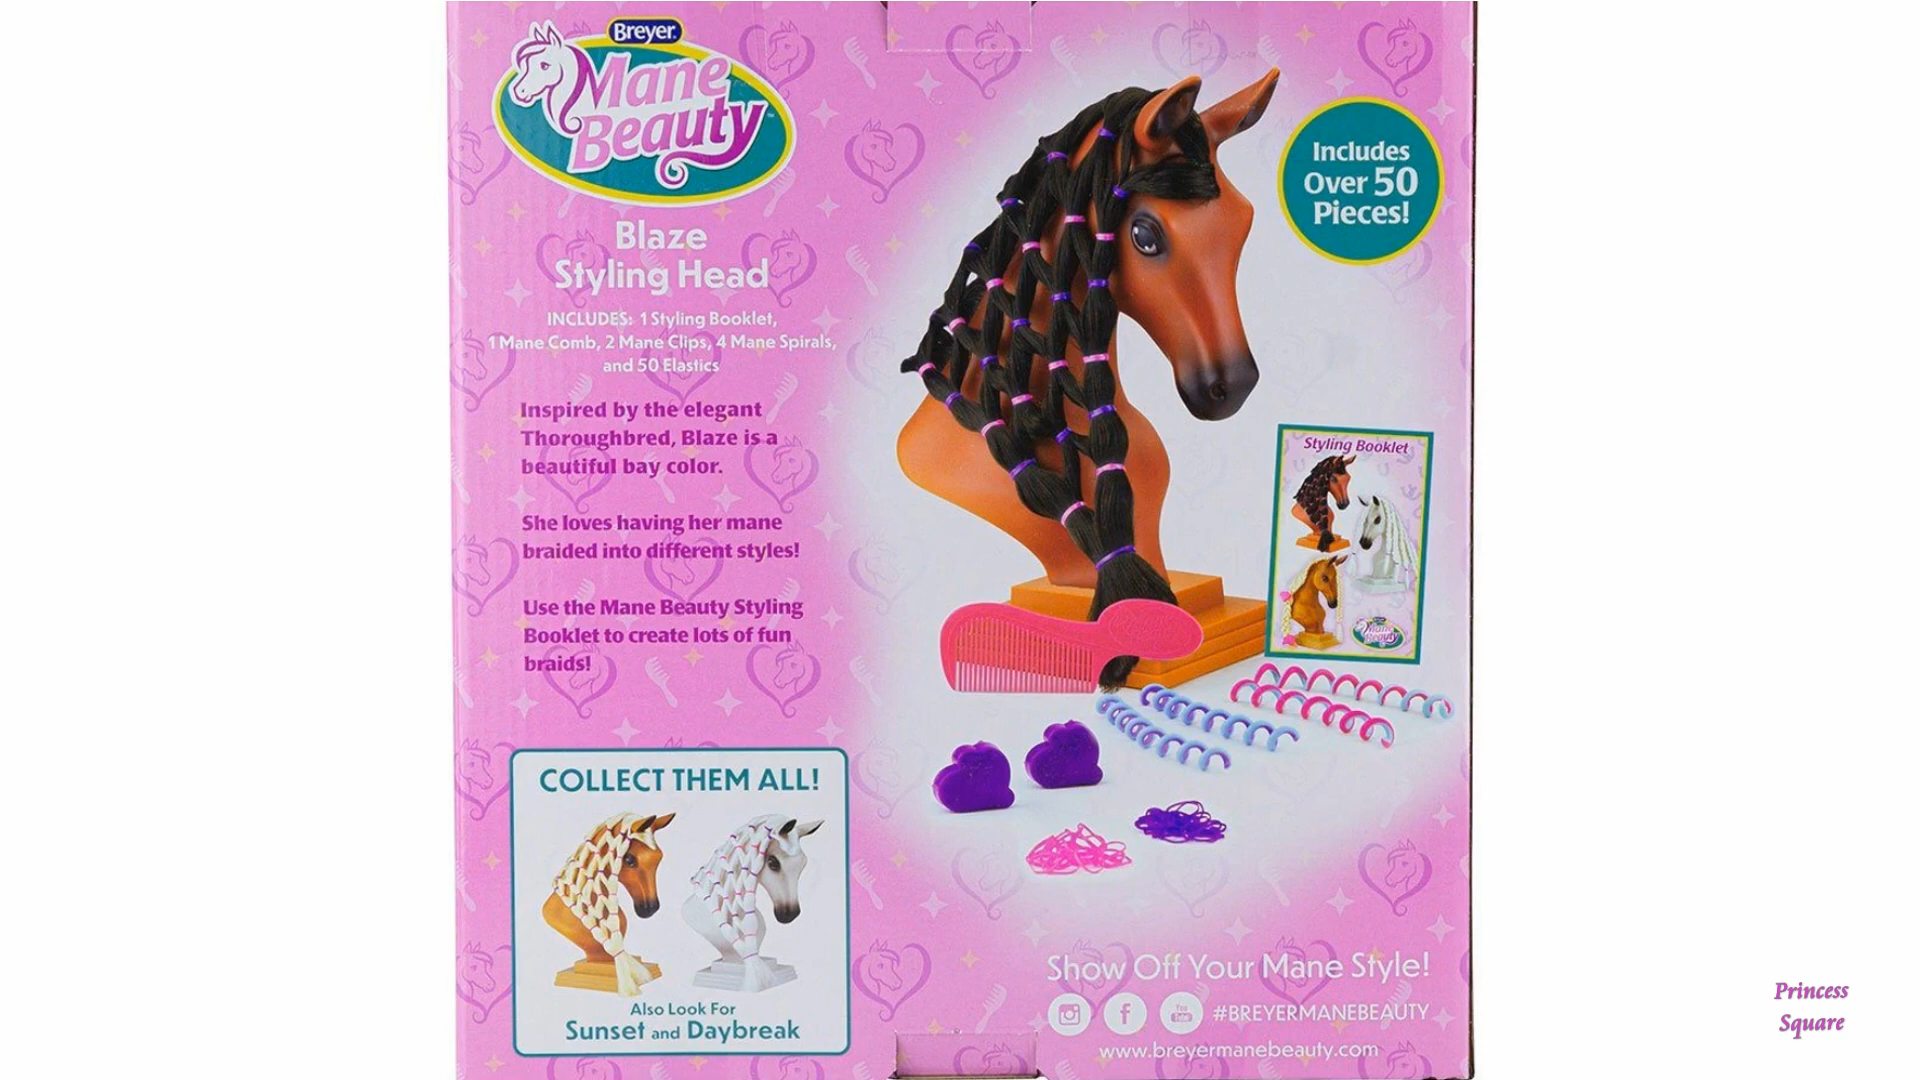 Breyer
Mane
Beauty
Blaze
Styling Head
INCLUDES: 1 Styling Booklet,
1 Mane Comb, 2 Mane Clips, 4 Mane Spirals,
and 50 Elastics
Inspired by the elegant
Thoroughbred, Blaze is a
beautiful bay color.
She loves having her mane
braided into different styles!
Use the Mane Beauty Styling
Booklet to create lots of fun
braids!
Includes
Over 50
Pieces!
Styling Booklet
Mane
Beauty
COLLECT THEM ALL!
Also Look For
Sunset and Daybreak
Show Off Your Mane Style!
You
Tube
#BREYERMANEBEAUTY
www.breyermanebeauty.com
Princess
Square